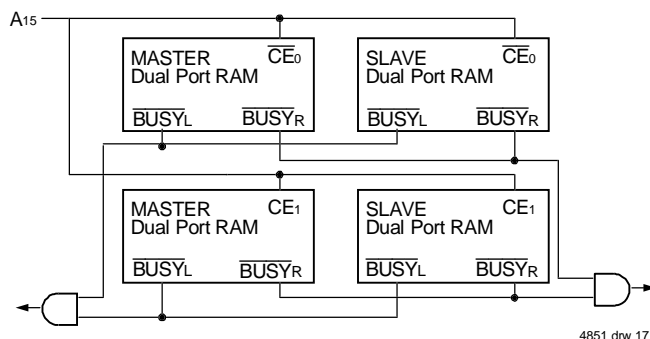 A15
MASTER
Dual Port RAM
CE0
BUSYL
BUSYR
SLAVE
Dual Port RAM
CE0
BUSYL
BUSYR
MASTER
Dual Port RAM
CE1
BUSYL
BUSYR
SLAVE
Dual Port RAM
CE1
BUSYL
BUSYR
4851 drw 17